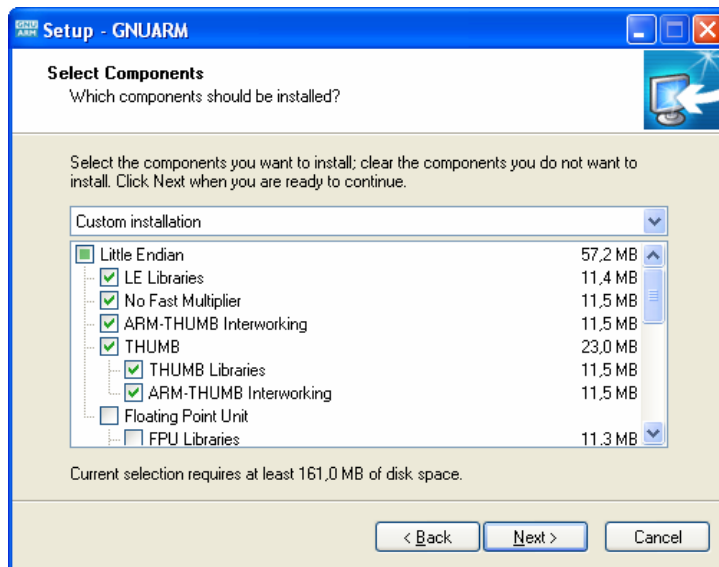 GNU ARM Setup - GNUARM
Select Components
Which components should be installed?
Select the components you want to install; clear the components you do not want to
install. Click Next when you are ready to continue.
Custom installation
Little Endian 57,2 MB
LE Libraries 11,4 MB
No Fast Multiplier 11,5 MB
ARM-THUMB Interworking 11,5 MB
THUMB 23,0 MB
THUMB Libraries 11,5 MB
ARM-THUMB Interworking 11,5 MB
Floating Point Unit
FPU Libraries 11.3 MB
Current selection requires at least 161,0 MB of disk space.
< Back Next > Cancel